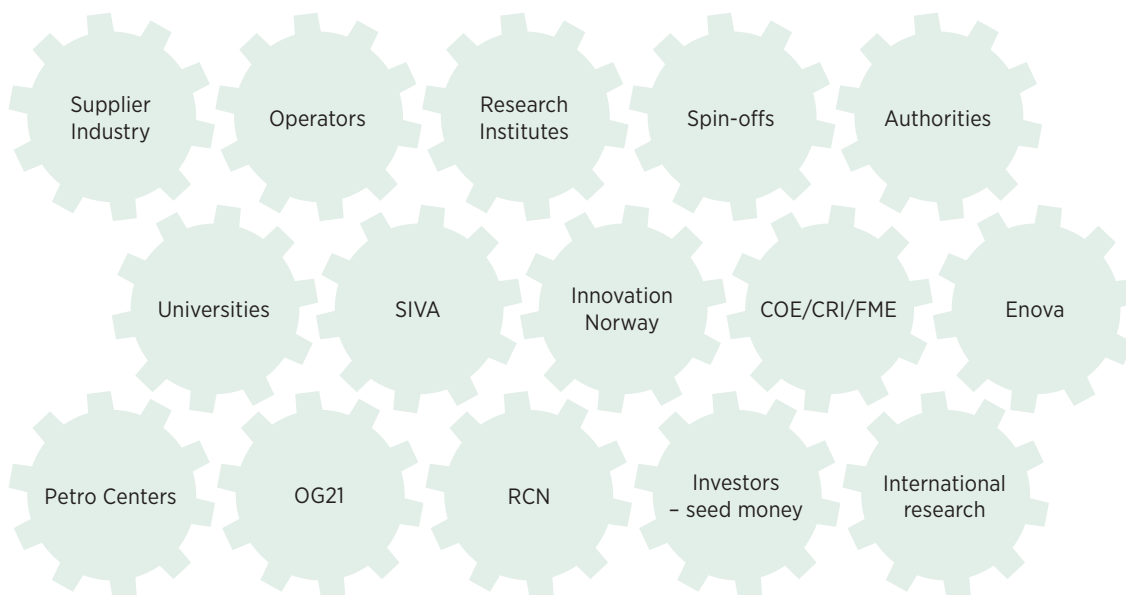 Supplier
Industry
Operators
Research
Institutes
Spin-offs
Authorities
Universities
SIVA
Innovation
Norway
COE/CRI/FME
Enova
Petro Centers
OG21
RCN
Investors
– seed money
International
research